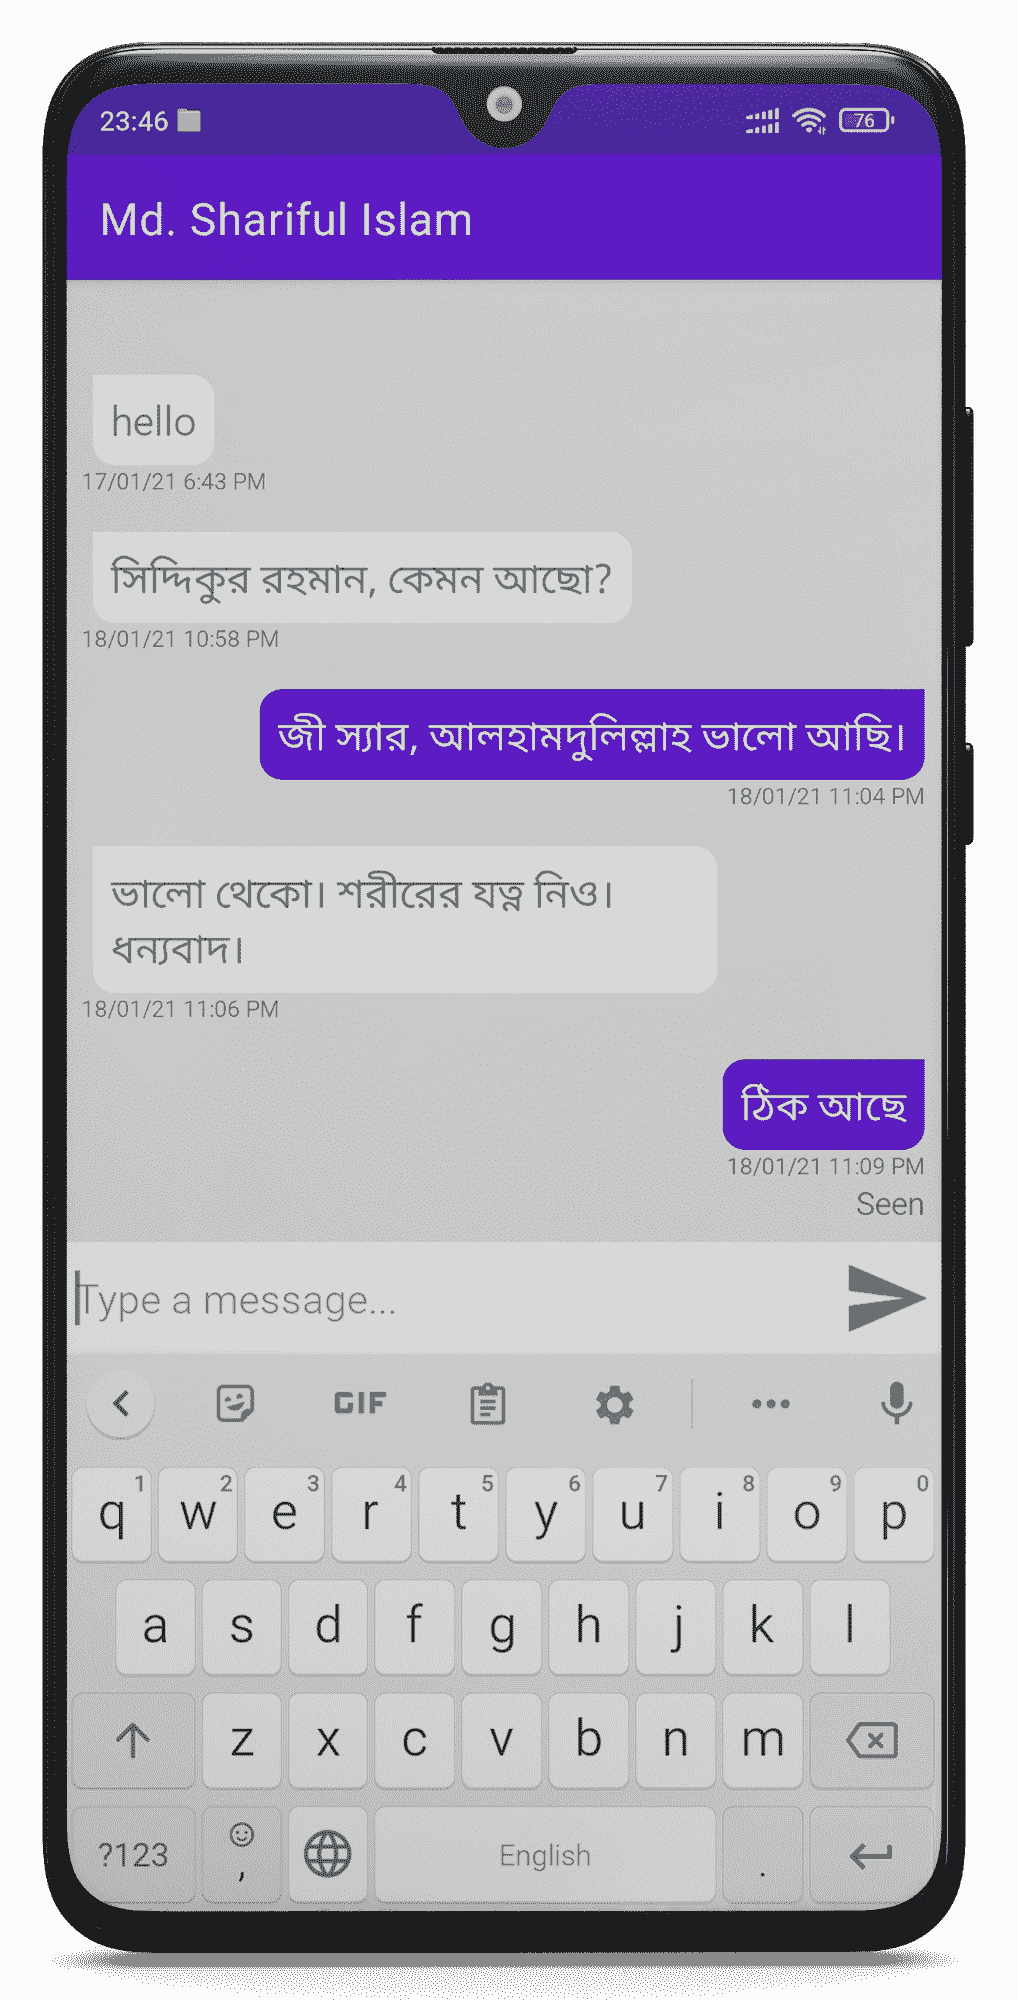 23:46
76
Md. Shariful Islam
hello
17/01/21 6:43 PM
সিদ্দিকুর রহমান, কেমন আছো?
18/01/21 10:58 PM
জী স্যার, আলহামদুলিল্লাহ ভালো আছি।
18/01/21 11:04 PM
ভালো থেকো। শরীরের যত্ন নিও।
ধন্যবাদ।
18/01/21 11:06 PM
ঠিক আছে
18/01/21 11:09 PM
Seen
Type a message...
GIF
q 1 w 2 e 3 r 4 t 5 y 6 u 7 i 8 o 9 p 0
a s d f g h j k l
z x c v b n m
?123 , English .